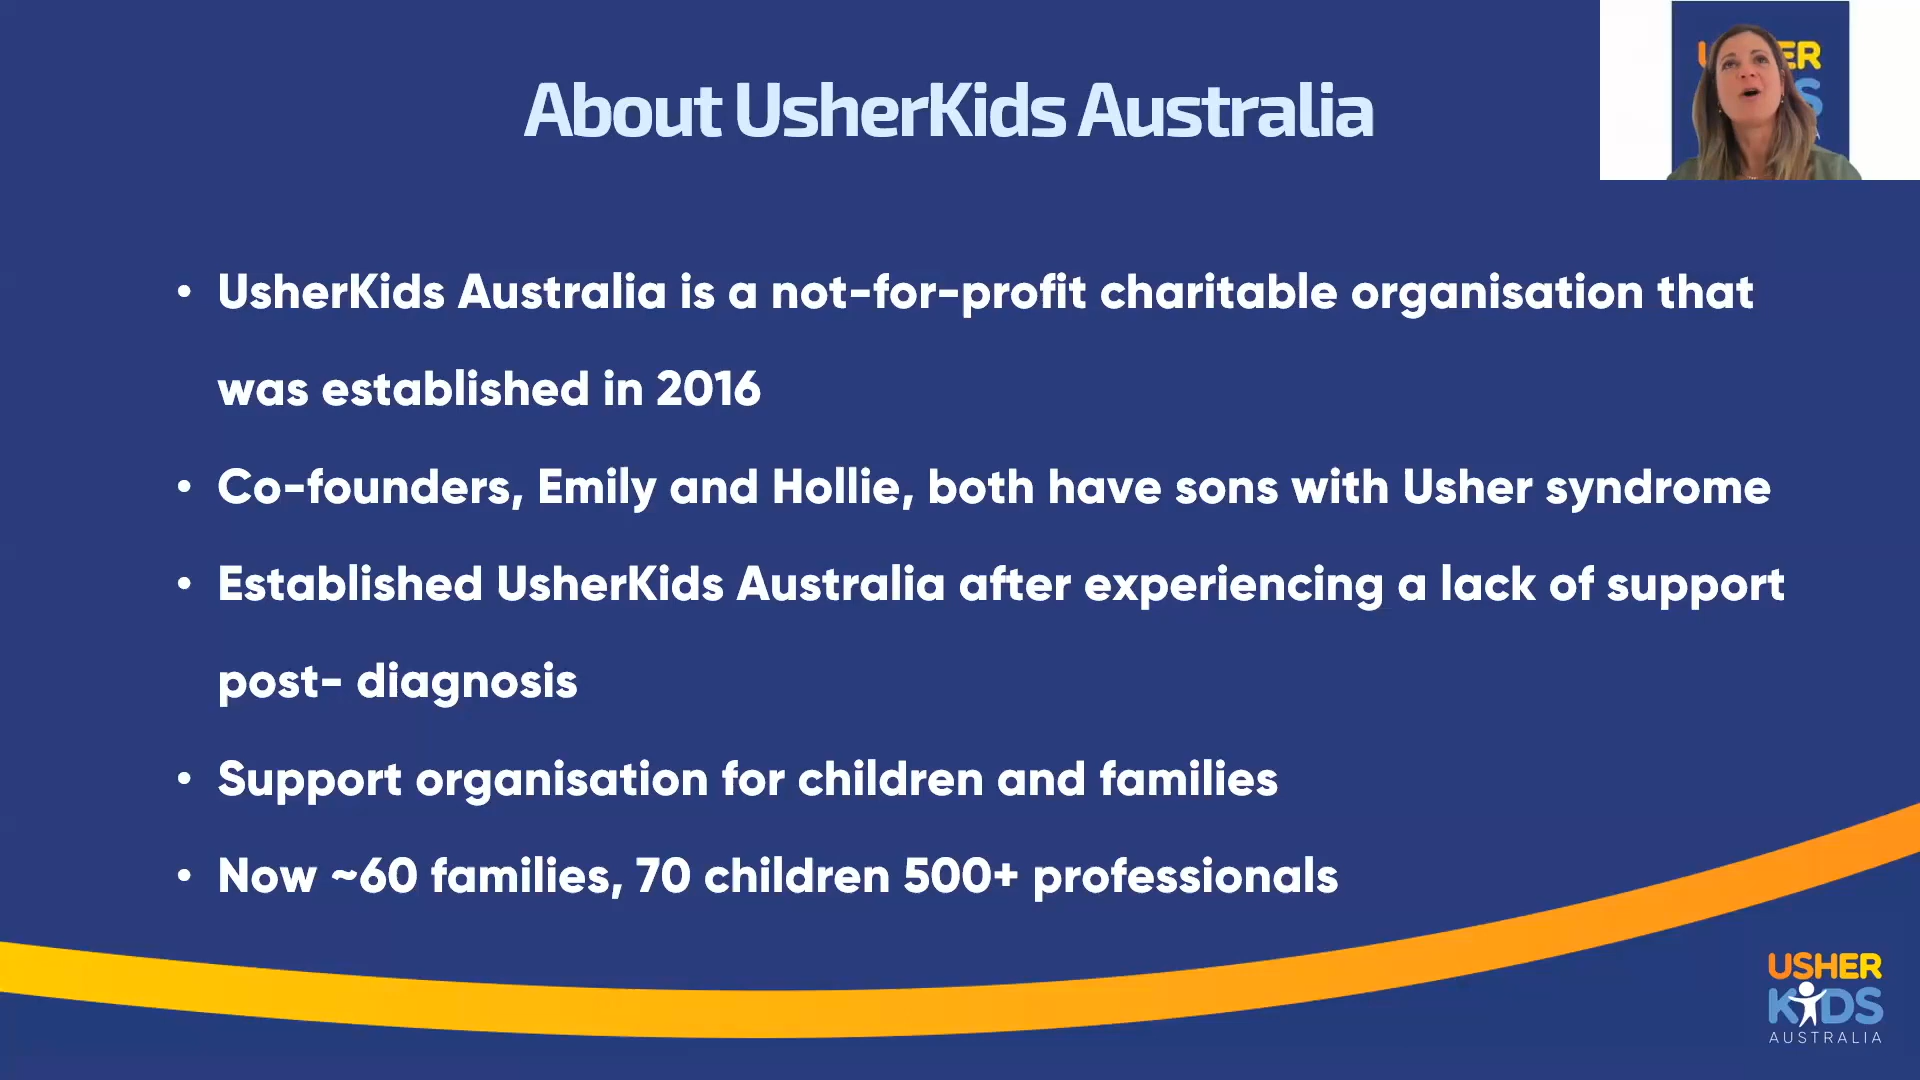 About UsherKids Australia
ER
S
• UsherKids Australia is a not-for-profit charitable organisation that
was established in 2016
• Co-founders, Emily and Hollie, both have sons with Usher syndrome
• Established UsherKids Australia after experiencing a lack of support
post- diagnosis
• Support organisation for children and families
• Now ~60 families, 70 children 500+ professionals
USHER
KIDS
AUSTRALIA